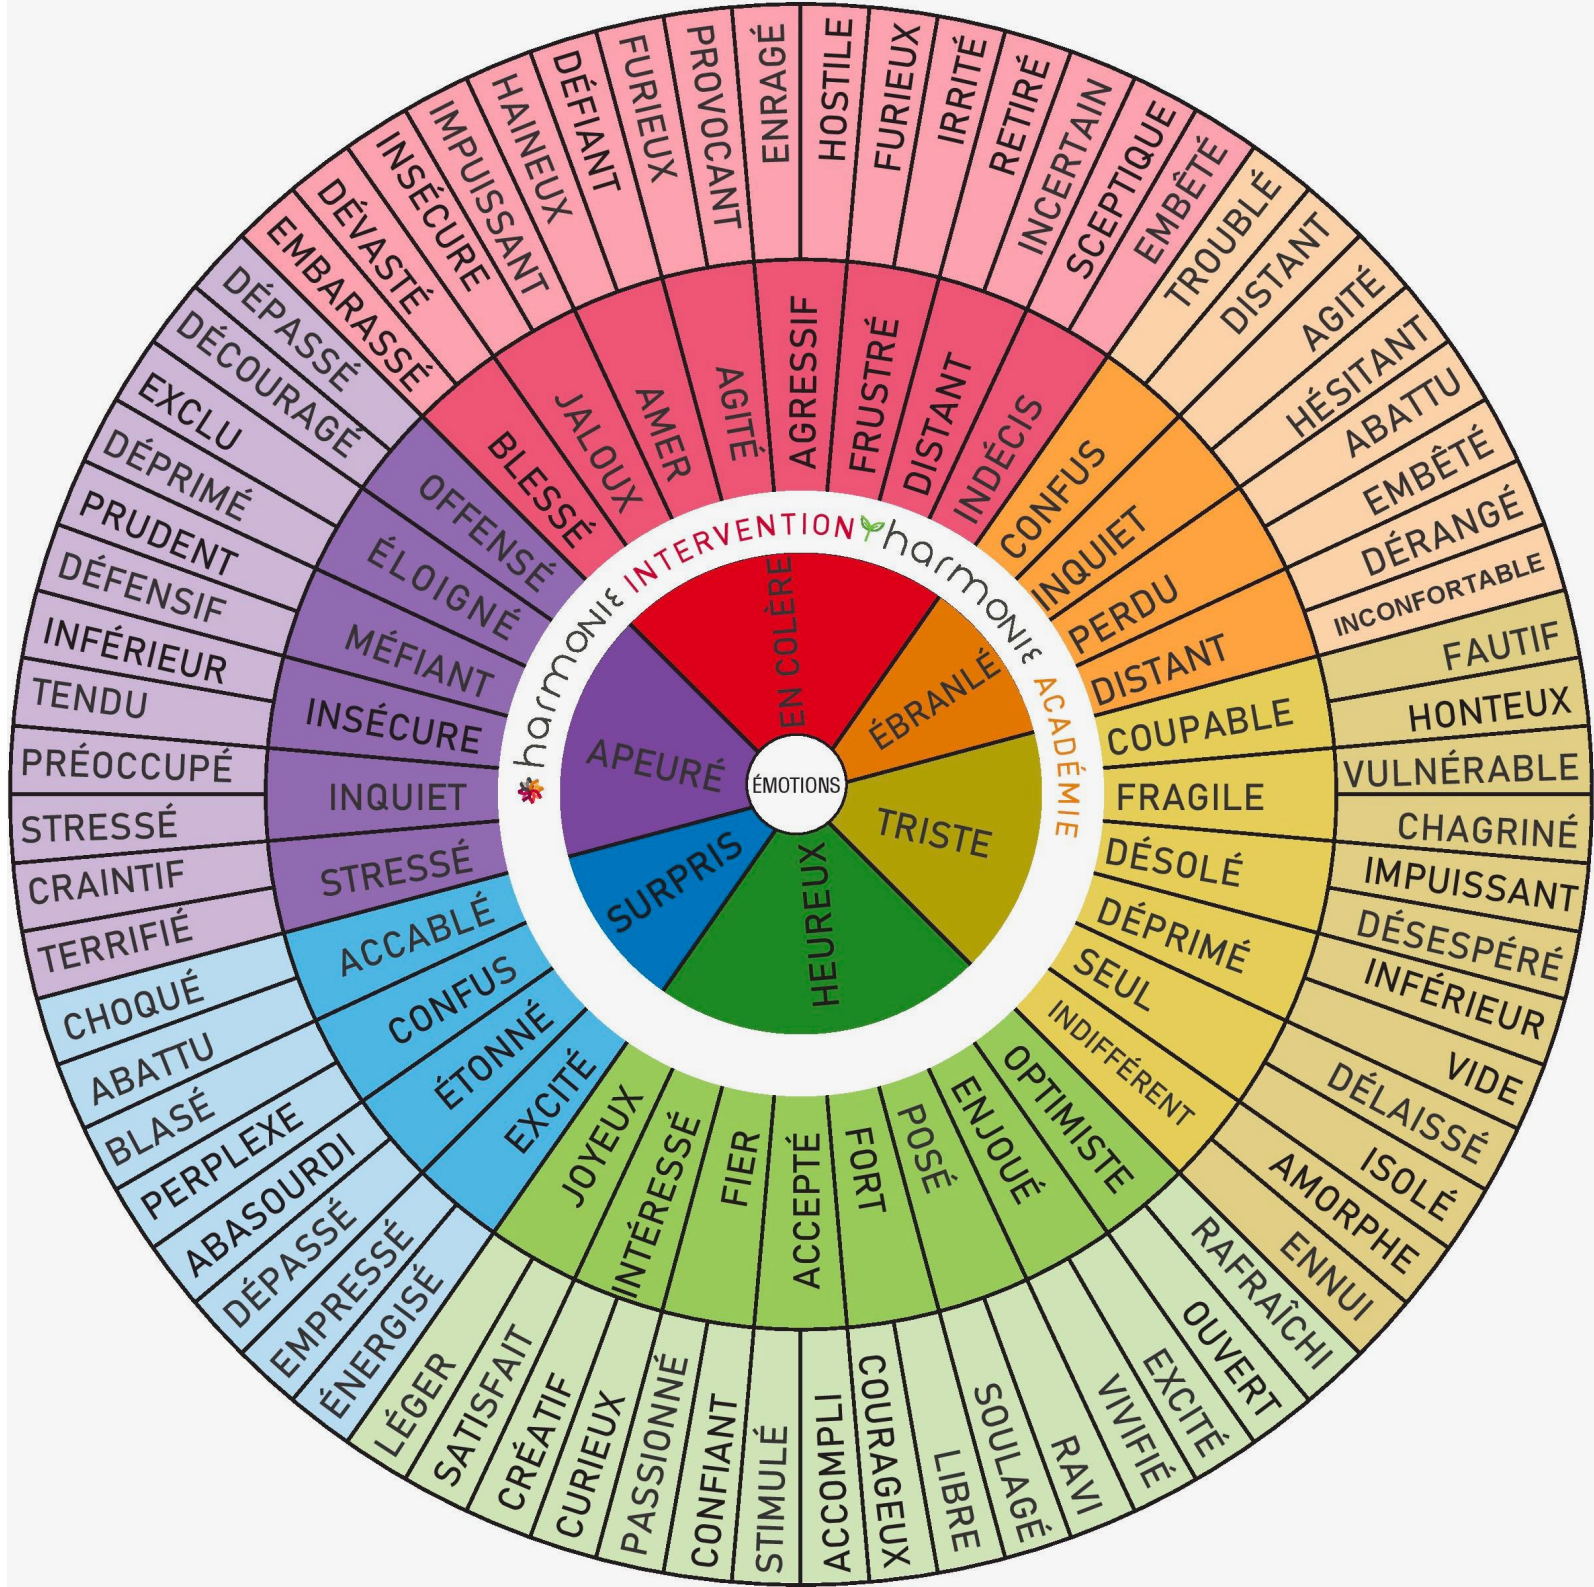 ÉMOTIONS
EN COLÈRE
ÉBRANLÉ
TRISTE
HEUREUX
SURPRIS
APEURÉ
harmonie INTERVENTION
harmonie ACADÉMIE
BLESSÉ
JALOUX
AMER
AGITÉ
AGRESSIF
FRUSTRÉ
DISTANT
INDÉCIS
CONFUS
INQUIET
PERDU
DISTANT
COUPABLE
FRAGILE
DÉSOLÉ
DÉPRIMÉ
SEUL
INDIFFÉRENT
OPTIMISTE
ENJOUÉ
POSÉ
FORT
ACCEPTÉ
FIER
INTÉRESSÉ
JOYEUX
EXCITÉ
ÉTONNÉ
CONFUS
ACCABLÉ
STRESSÉ
INQUIET
INSÉCURE
MÉFIANT
ÉLOIGNÉ
OFFENSÉ
EMBARASSÉ
DÉVASTÉ
INSÉCURE
IMPUISSANT
HAINEUX
DÉFIANT
FURIEUX
PROVOCANT
ENRAGÉ
HOSTILE
FURIEUX
IRRITÉ
RETIRÉ
INCERTAIN
SCEPTIQUE
EMBÊTÉ
TROUBLÉ
DISTANT
AGITÉ
HÉSITANT
ABATTU
EMBÊTÉ
DÉRANGÉ
INCONFORTABLE
FAUTIF
HONTEUX
VULNÉRABLE
CHAGRINÉ
IMPUISSANT
DÉSESPÉRÉ
INFÉRIEUR
VIDE
DÉLAISSÉ
ISOLÉ
AMORPHE
ENNUI
RAFRAÎCHI
OUVERT
EXCITÉ
VIVIFIÉ
RAVI
SOULAGÉ
LIBRE
COURAGEUX
ACCOMPLI
STIMULÉ
CONFIANT
PASSIONNÉ
CURIEUX
CRÉATIF
SATISFAIT
LÉGER
ÉNERGISÉ
EMPRESSÉ
DÉPASSÉ
ABASOURDI
PERPLEXE
BLASÉ
ABATTU
CHOQUÉ
TERRIFIÉ
CRAINTIF
STRESSÉ
PRÉOCCUPÉ
TENDU
INFÉRIEUR
DÉFENSIF
PRUDENT
DÉPRIMÉ
EXCLU
DÉCOURAGÉ
DÉPASSÉ